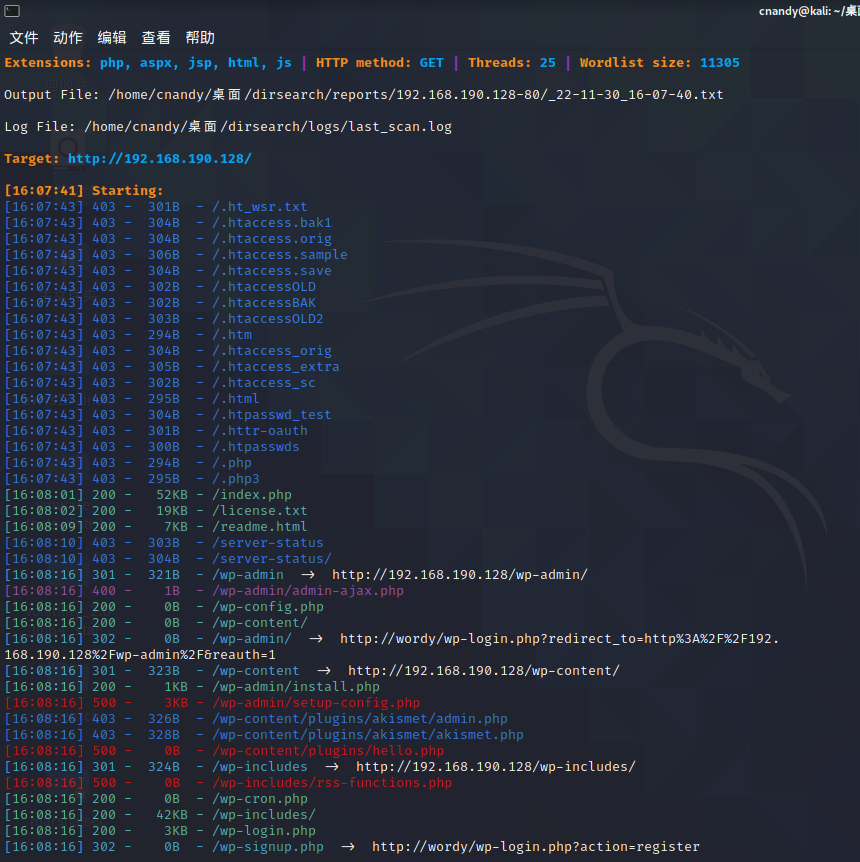 cnandy@kali: ~/桌面
文件 动作 编辑 查看 帮助
Extensions: php, aspx, jsp, html, js | HTTP method: GET | Threads: 25 | Wordlist size: 11305
Output File: /home/cnandy/桌面/dirsearch/reports/192.168.190.128-80/_22-11-30_16-07-40.txt
Log File: /home/cnandy/桌面/dirsearch/logs/last_scan.log
Target: http://192.168.190.128/
[16:07:41] Starting:
[16:07:43] 403 -  301B  - /.ht_wsr.txt
[16:07:43] 403 -  304B  - /.htaccess.bak1
[16:07:43] 403 -  304B  - /.htaccess.orig
[16:07:43] 403 -  306B  - /.htaccess.sample
[16:07:43] 403 -  304B  - /.htaccess.save
[16:07:43] 403 -  302B  - /.htaccessOLD
[16:07:43] 403 -  302B  - /.htaccessBAK
[16:07:43] 403 -  303B  - /.htaccessOLD2
[16:07:43] 403 -  294B  - /.htm
[16:07:43] 403 -  304B  - /.htaccess_orig
[16:07:43] 403 -  305B  - /.htaccess_extra
[16:07:43] 403 -  302B  - /.htaccess_sc
[16:07:43] 403 -  295B  - /.html
[16:07:43] 403 -  304B  - /.htpasswd_test
[16:07:43] 403 -  301B  - /.httr-oauth
[16:07:43] 403 -  300B  - /.htpasswds
[16:07:43] 403 -  294B  - /.php
[16:07:43] 403 -  295B  - /.php3
[16:08:01] 200 -   52KB - /index.php
[16:08:02] 200 -   19KB - /license.txt
[16:08:09] 200 -    7KB - /readme.html
[16:08:10] 403 -  303B  - /server-status
[16:08:10] 403 -  304B  - /server-status/
[16:08:16] 301 -  321B  - /wp-admin  →  http://192.168.190.128/wp-admin/
[16:08:16] 400 -    1B  - /wp-admin/admin-ajax.php
[16:08:16] 200 -    0B  - /wp-config.php
[16:08:16] 200 -    0B  - /wp-content/
[16:08:16] 302 -    0B  - /wp-admin/  →  http://wordy/wp-login.php?redirect_to=http%3A%2F%2F192.
168.190.128%2Fwp-admin%2F&reauth=1
[16:08:16] 301 -  323B  - /wp-content  →  http://192.168.190.128/wp-content/
[16:08:16] 200 -    1KB - /wp-admin/install.php
[16:08:16] 500 -    3KB - /wp-admin/setup-config.php
[16:08:16] 403 -  326B  - /wp-content/plugins/akismet/admin.php
[16:08:16] 403 -  328B  - /wp-content/plugins/akismet/akismet.php
[16:08:16] 500 -    0B  - /wp-content/plugins/hello.php
[16:08:16] 301 -  324B  - /wp-includes  →  http://192.168.190.128/wp-includes/
[16:08:16] 500 -    0B  - /wp-includes/rss-functions.php
[16:08:16] 200 -    0B  - /wp-cron.php
[16:08:16] 200 -   42KB - /wp-includes/
[16:08:16] 200 -    3KB - /wp-login.php
[16:08:16] 302 -    0B  - /wp-signup.php  →  http://wordy/wp-login.php?action=register